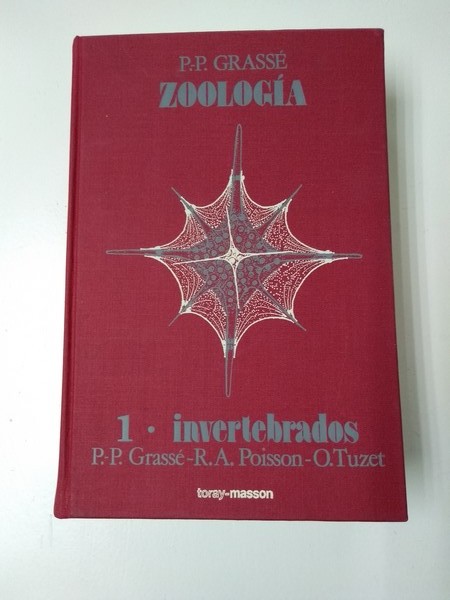 P.-P. GRASSÉ
ZOOLOGÍA
1 · invertebrados
P.-P. Grassé-R.A. Poisson-O.Tuzet
toray-masson